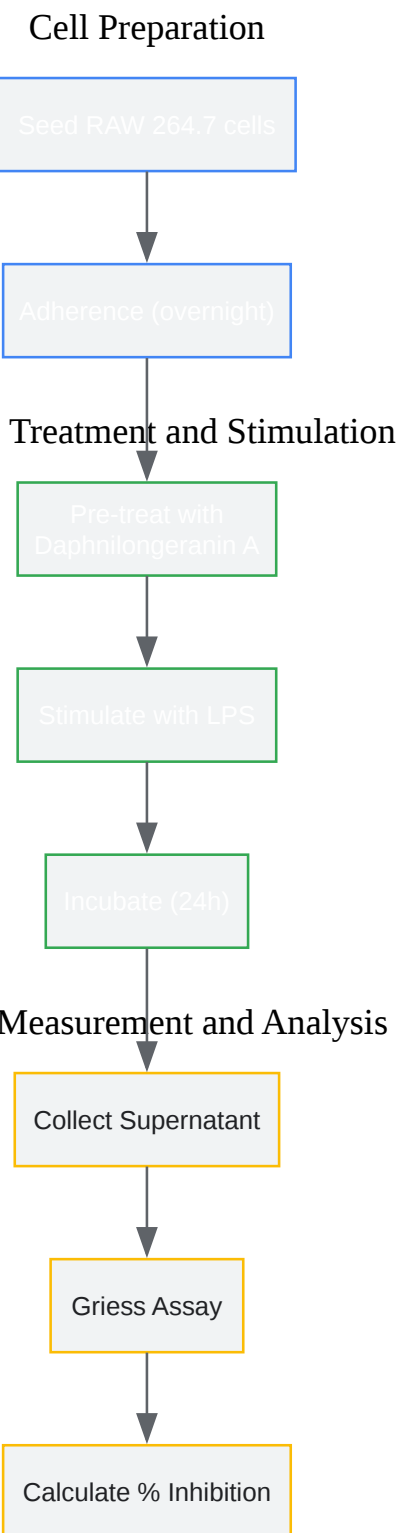 Cell Preparation
Seed RAW 264.7 cells
Adherence (overnight)
Treatment and Stimulation
Pre-treat with
Daphnilongeranin A
Stimulate with LPS
Incubate (24h)
Measurement and Analysis
Collect Supernatant
Griess Assay
Calculate % Inhibition